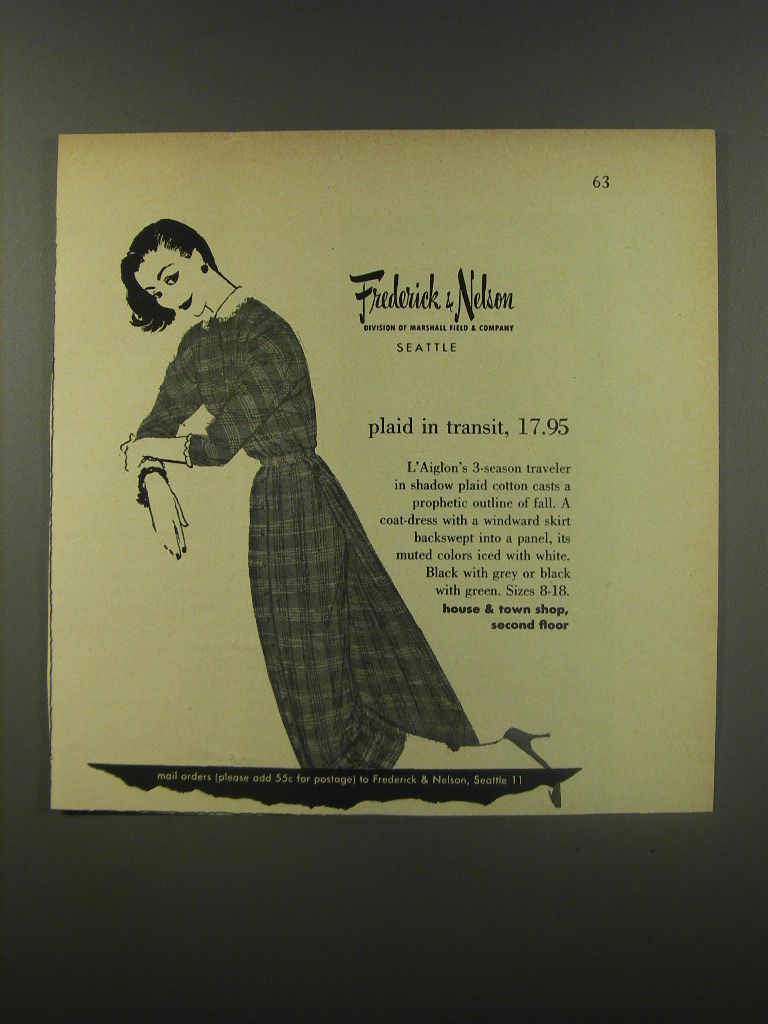 63
Frederick & Nelson
DIVISION OF MARSHALL FIELD & COMPANY
SEATTLE
plaid in transit, 17.95
L'Aiglon's 3-season traveler
in shadow plaid cotton casts a
prophetic outline of fall. A
coat-dress with a windward skirt
backswept into a panel, its
muted colors iced with white.
Black with grey or black
with green. Sizes 8-18.
house & town shop,
second floor
mail orders (please add 55c for postage) to Frederick & Nelson, Seattle 11